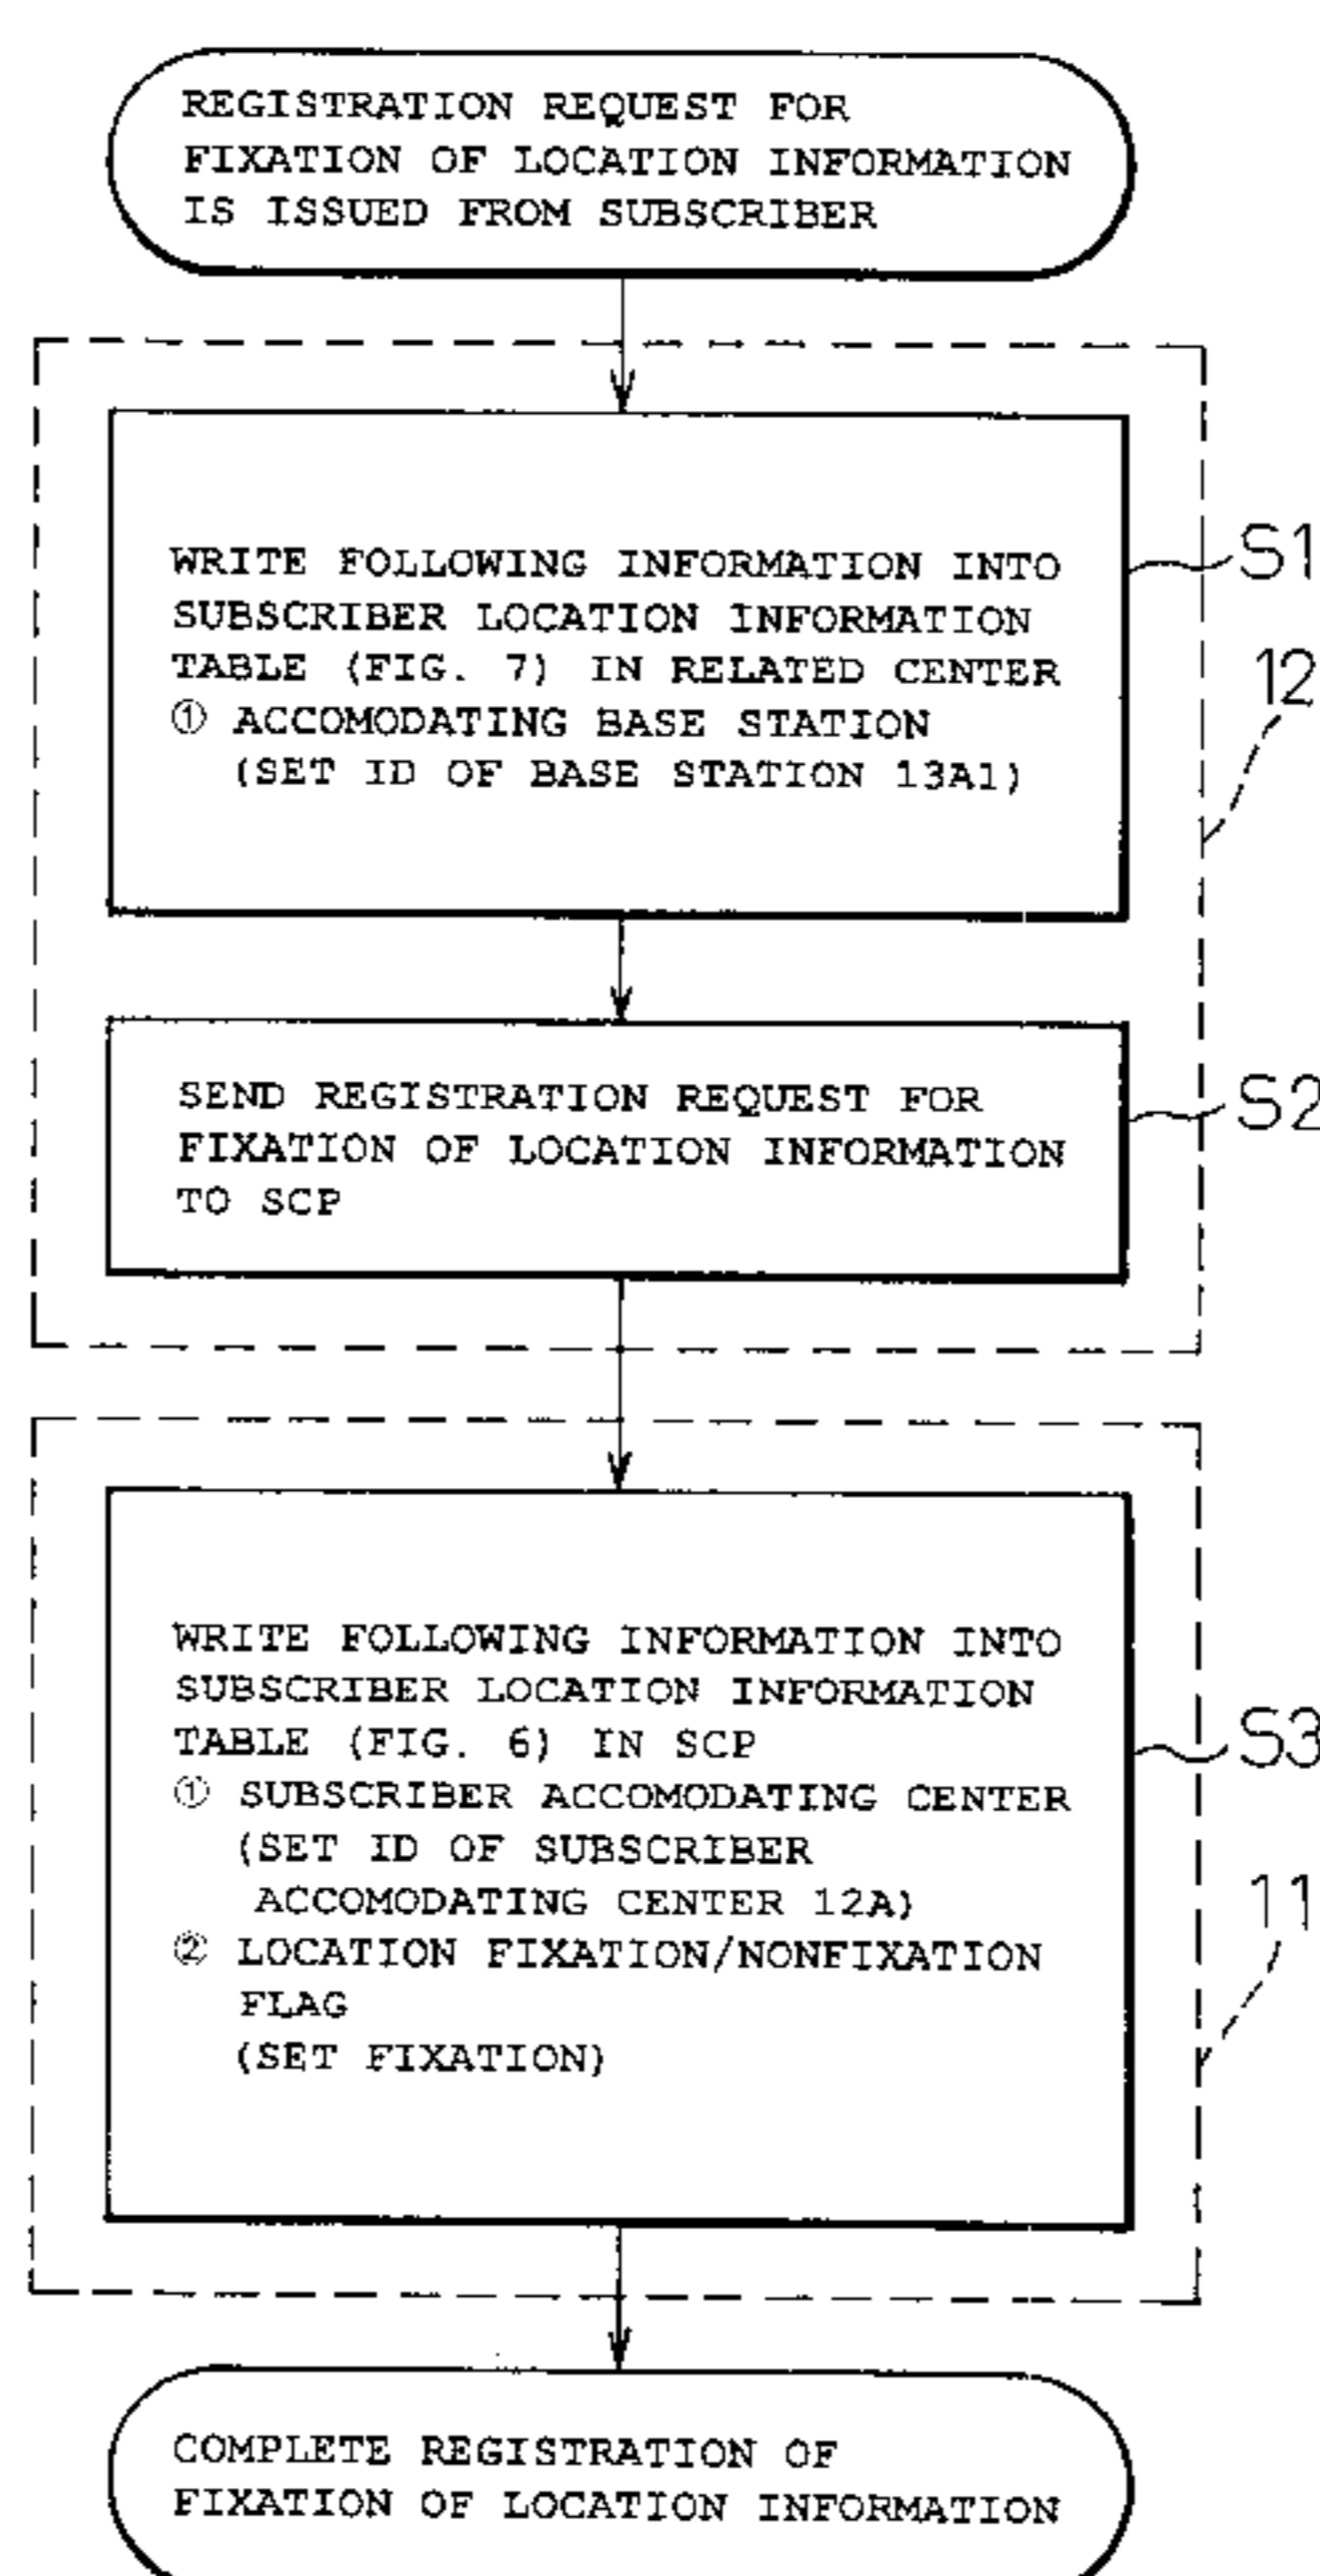 REGISTRATION REQUEST FOR
FIXATION OF LOCATION INFORMATION
IS ISSUED FROM SUBSCRIBER
WRITE FOLLOWING INFORMATION INTO
SUBSCRIBER LOCATION INFORMATION
TABLE (FIG. 7) IN RELATED CENTER
① ACCOMODATING BASE STATION
(SET ID OF BASE STATION 13A1)
S1
12
SEND REGISTRATION REQUEST FOR
FIXATION OF LOCATION INFORMATION
TO SCP
S2
WRITE FOLLOWING INFORMATION INTO
SUBSCRIBER LOCATION INFORMATION
TABLE (FIG. 6) IN SCP
① SUBSCRIBER ACCOMODATING CENTER
(SET ID OF SUBSCRIBER
ACCOMODATING CENTER 12A)
② LOCATION FIXATION/NONFIXATION
FLAG
(SET FIXATION)
S3
11
COMPLETE REGISTRATION OF
FIXATION OF LOCATION INFORMATION